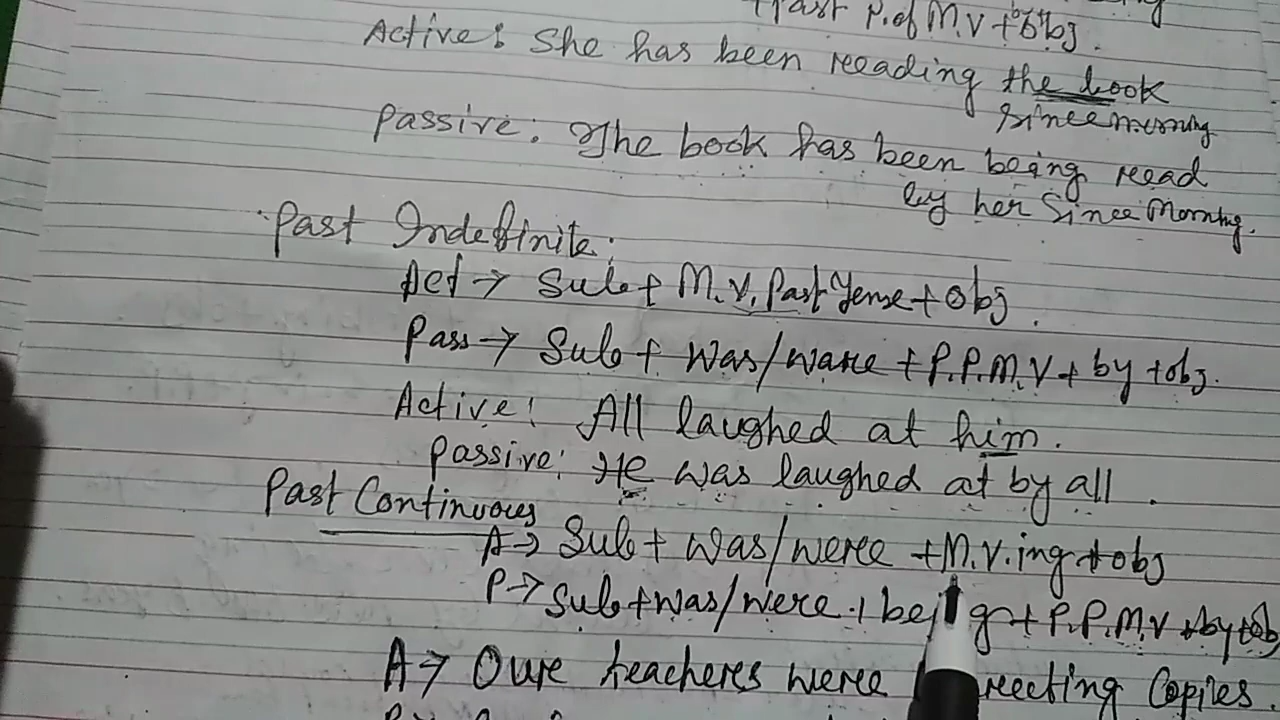 Past P. of M.V + obj.
Active: She has been reading the book
since morning
Passive: The book has been being read
by her Since Morning.
Past Indefinite:
Act → Sub + M.V. Past Tense + obj.
Pass → Sub + was/ware + P.P.M.V + by + obj.
Active: All laughed at him.
Passive: He was laughed at by all.
Past Continuous
A → Sub + was/were + M.V.ing + obj
P → Sub + was/were + being + P.P.M.V + by + ob
A → Our teachers were Copies.